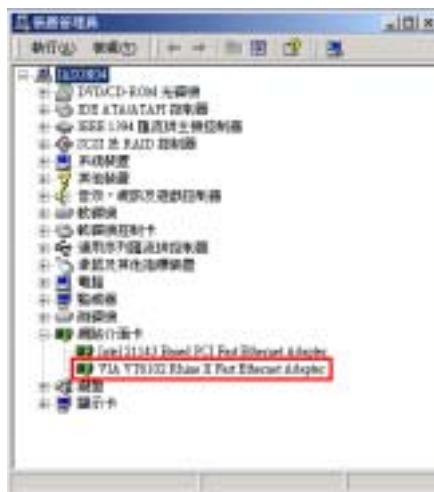 裝置管理員
執行(A) 檢視(V)
DVD/CD-ROM 光碟機
IDE ATA/ATAPI 控制器
IEEE 1394 匯流排主機控制器
SCSI 及 RAID 控制器
系統裝置
其他裝置
音效、視訊及遊戲控制器
軟碟機
軟碟機控制卡
通用序列匯流排控制器
滑鼠及其他指標裝置
電腦
監視器
磁碟機
網路介面卡
Intel 21143 Based PCI Fast Ethernet Adapter
VIA VT6102 Rhine II Fast Ethernet Adapter
鍵盤
顯示卡